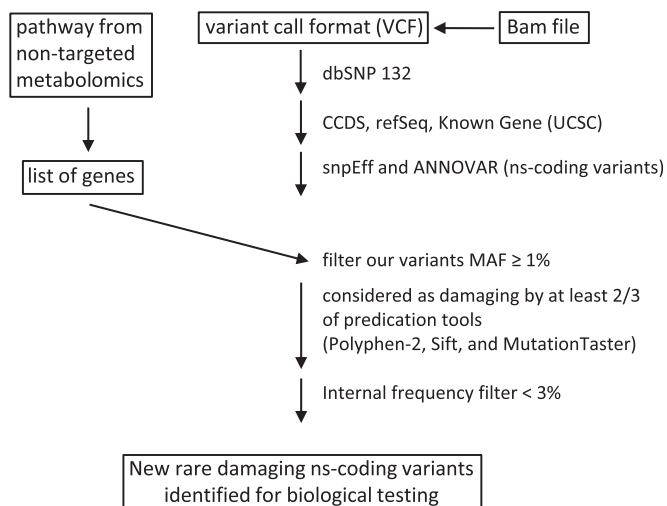 pathway from
non-targeted
metabolomics
variant call format (VCF)
Bam file
dbSNP 132
CCDS, refSeq, Known Gene (UCSC)
list of genes
snpEff and ANNOVAR (ns-coding variants)
filter our variants MAF ≥ 1%
considered as damaging by at least 2/3
of predication tools
(Polyphen-2, Sift, and MutationTaster)
Internal frequency filter < 3%
New rare damaging ns-coding variants
identified for biological testing